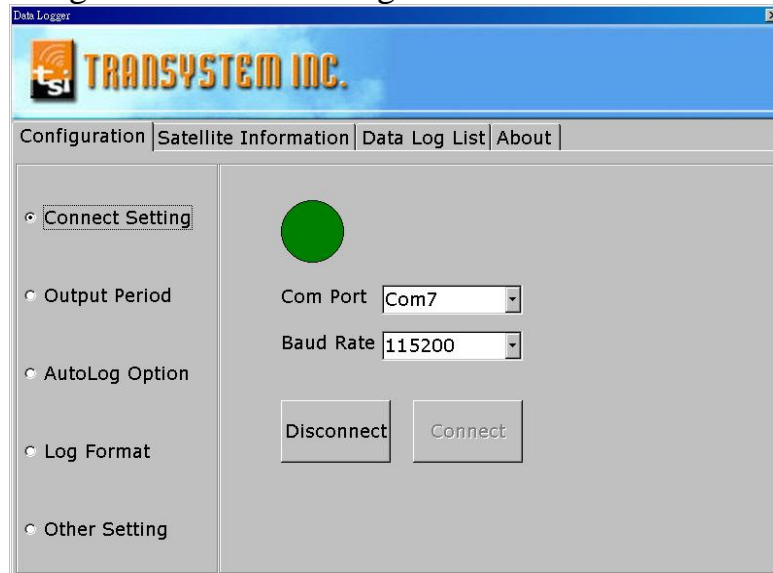 Data Logger
tsi TRANSYSTEM INC.
Configuration Satellite Information Data Log List About
Connect Setting
Output Period
AutoLog Option
Log Format
Other Setting
Com Port Com7
Baud Rate 115200
Disconnect Connect